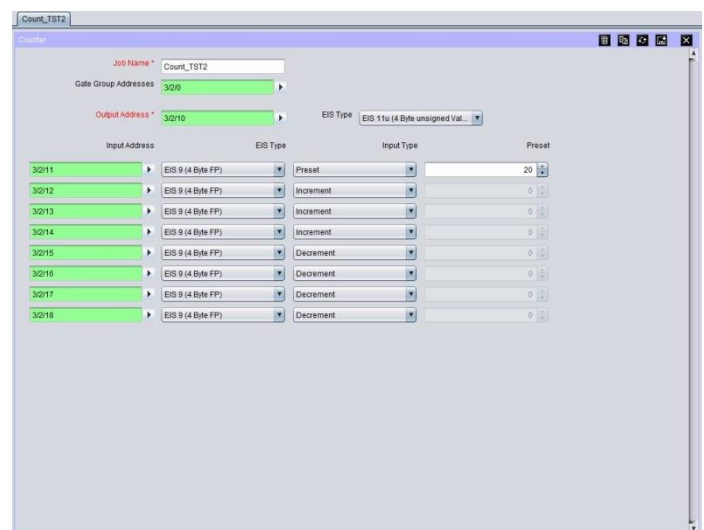 Count_TST2
Counter
Job Name * Count_TST2
Gate Group Addresses 3/2/0
Output Address * 3/2/10 EIS Type EIS 11u (4 Byte unsigned Val...
Input Address EIS Type Input Type Preset
3/2/11 EIS 9 (4 Byte FP) Preset 20
3/2/12 EIS 9 (4 Byte FP) Increment 0
3/2/13 EIS 9 (4 Byte FP) Increment 0
3/2/14 EIS 9 (4 Byte FP) Increment 0
3/2/15 EIS 9 (4 Byte FP) Decrement 0
3/2/16 EIS 9 (4 Byte FP) Decrement 0
3/2/17 EIS 9 (4 Byte FP) Decrement 0
3/2/18 EIS 9 (4 Byte FP) Decrement 0